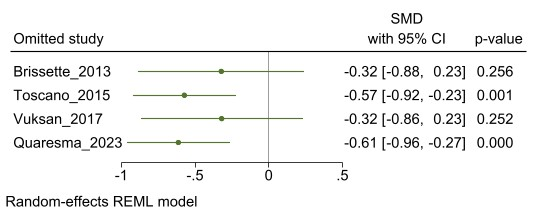 SMD
Omitted study with 95% CI p-value
Brissette_2013 -0.32 [-0.88, 0.23] 0.256
Toscano_2015 -0.57 [-0.92, -0.23] 0.001
Vuksan_2017 -0.32 [-0.86, 0.23] 0.252
Quaresma_2023 -0.61 [-0.96, -0.27] 0.000
-1 -.5 0 .5
Random-effects REML model